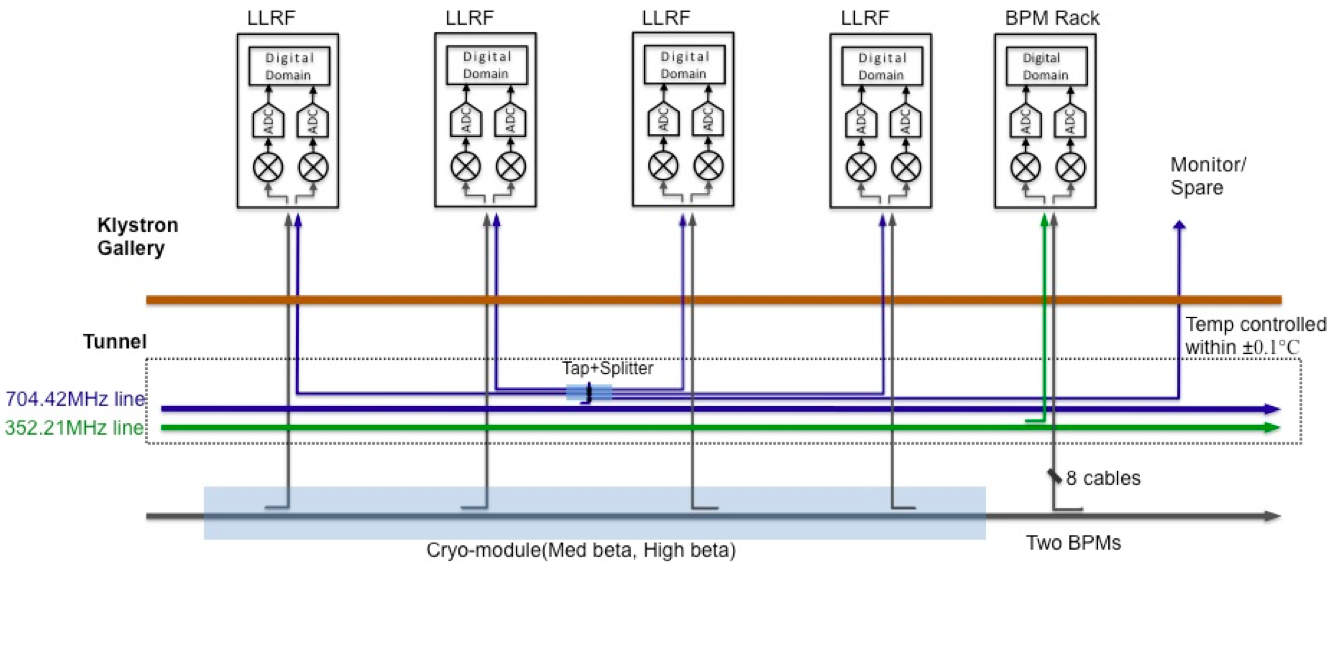 LLRF
LLRF
LLRF
LLRF
BPM Rack
Digital
Domain
Digital
Domain
Digital
Domain
Digital
Domain
Digital
Domain
ADC
ADC
ADC
ADC
ADC
ADC
ADC
ADC
ADC
ADC
Monitor/
Spare
Klystron
Gallery
Tunnel
Temp controlled
within ±0.1°C
Tap+Splitter
704.42MHz line
352.21MHz line
8 cables
Cryo-module(Med beta, High beta)
Two BPMs